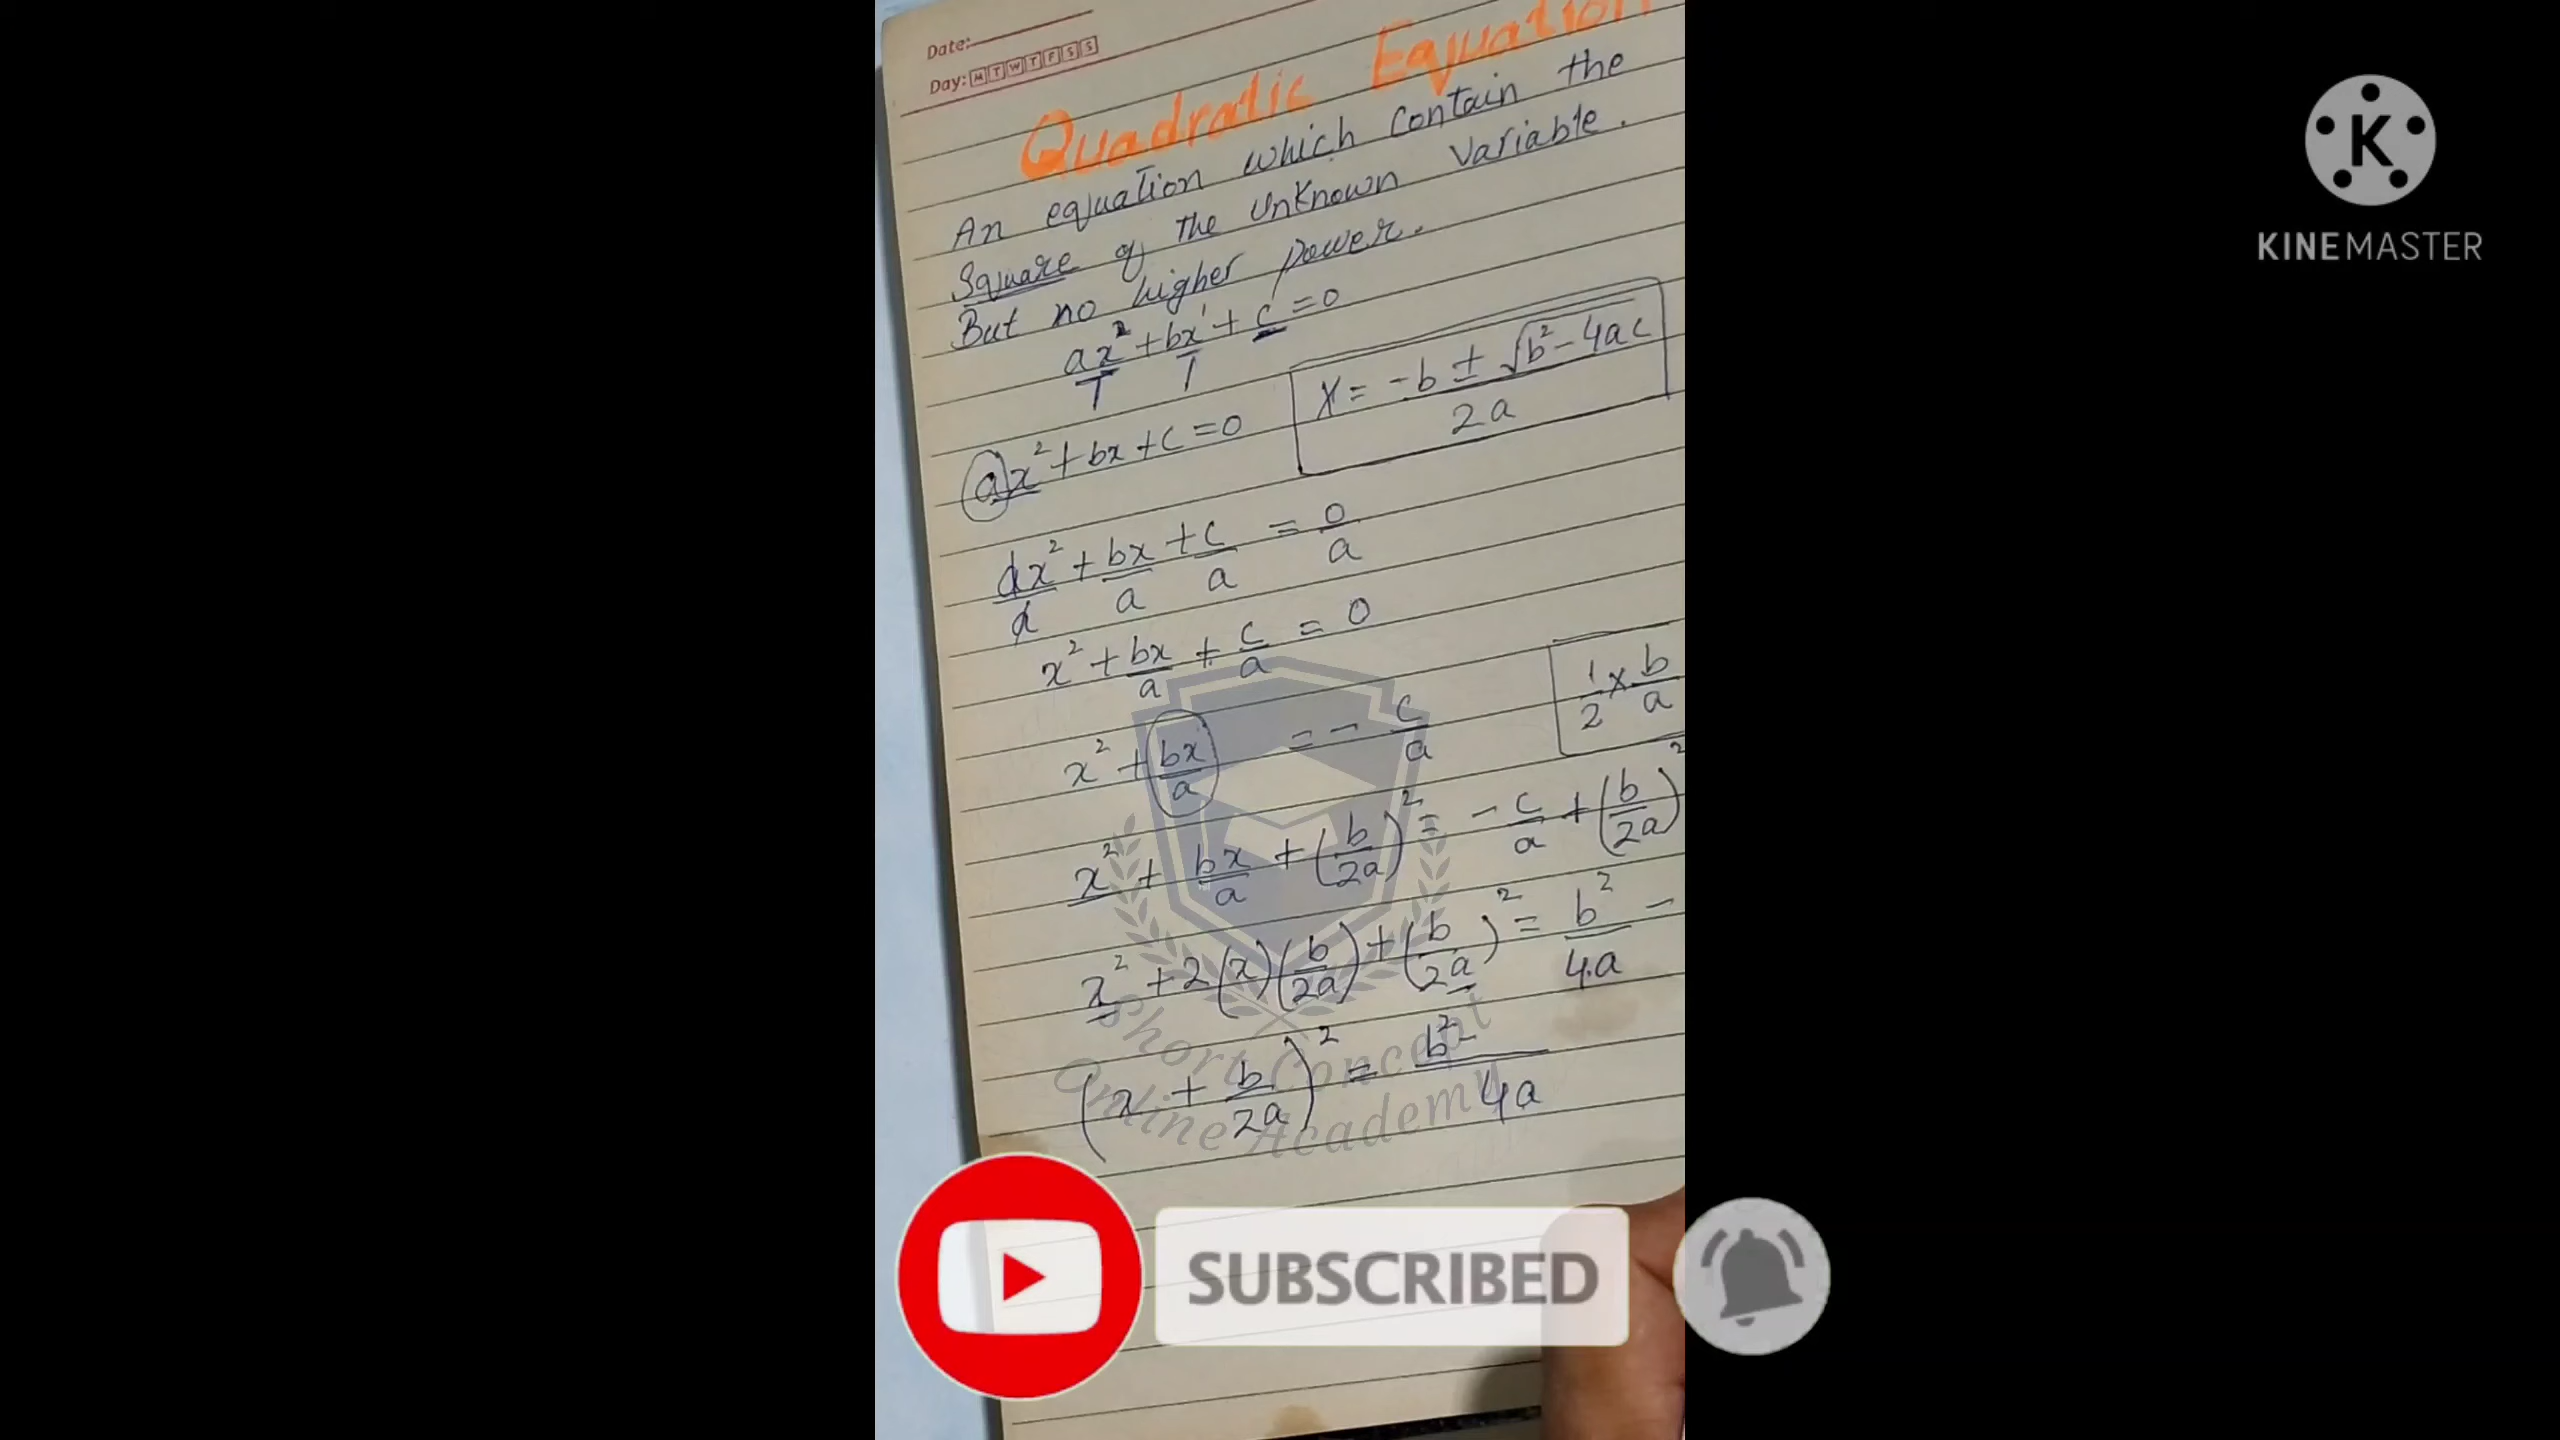 Date:
Day: M T W T F S S
Quadratic Equation
An equation which contain the
Square of the unknown variable.
But no higher power.
ax² + bx¹ + c = 0
ax² + bx + c = 0
x = -b ± √b² - 4ac / 2a
ax²/a + bx/a + c/a = 0/a
x² + bx/a + c/a = 0
1/2 × b/a
x² + bx/a = - c/a
x² + bx/a + (b/2a)² = - c/a + (b/2a)²
x² + 2(x)(b/2a) + (b/2a)² = b²/4a -
(x + b/2a)² = b²/4a
Short Concept
Online Academy
SUBSCRIBED
K
KINEMASTER